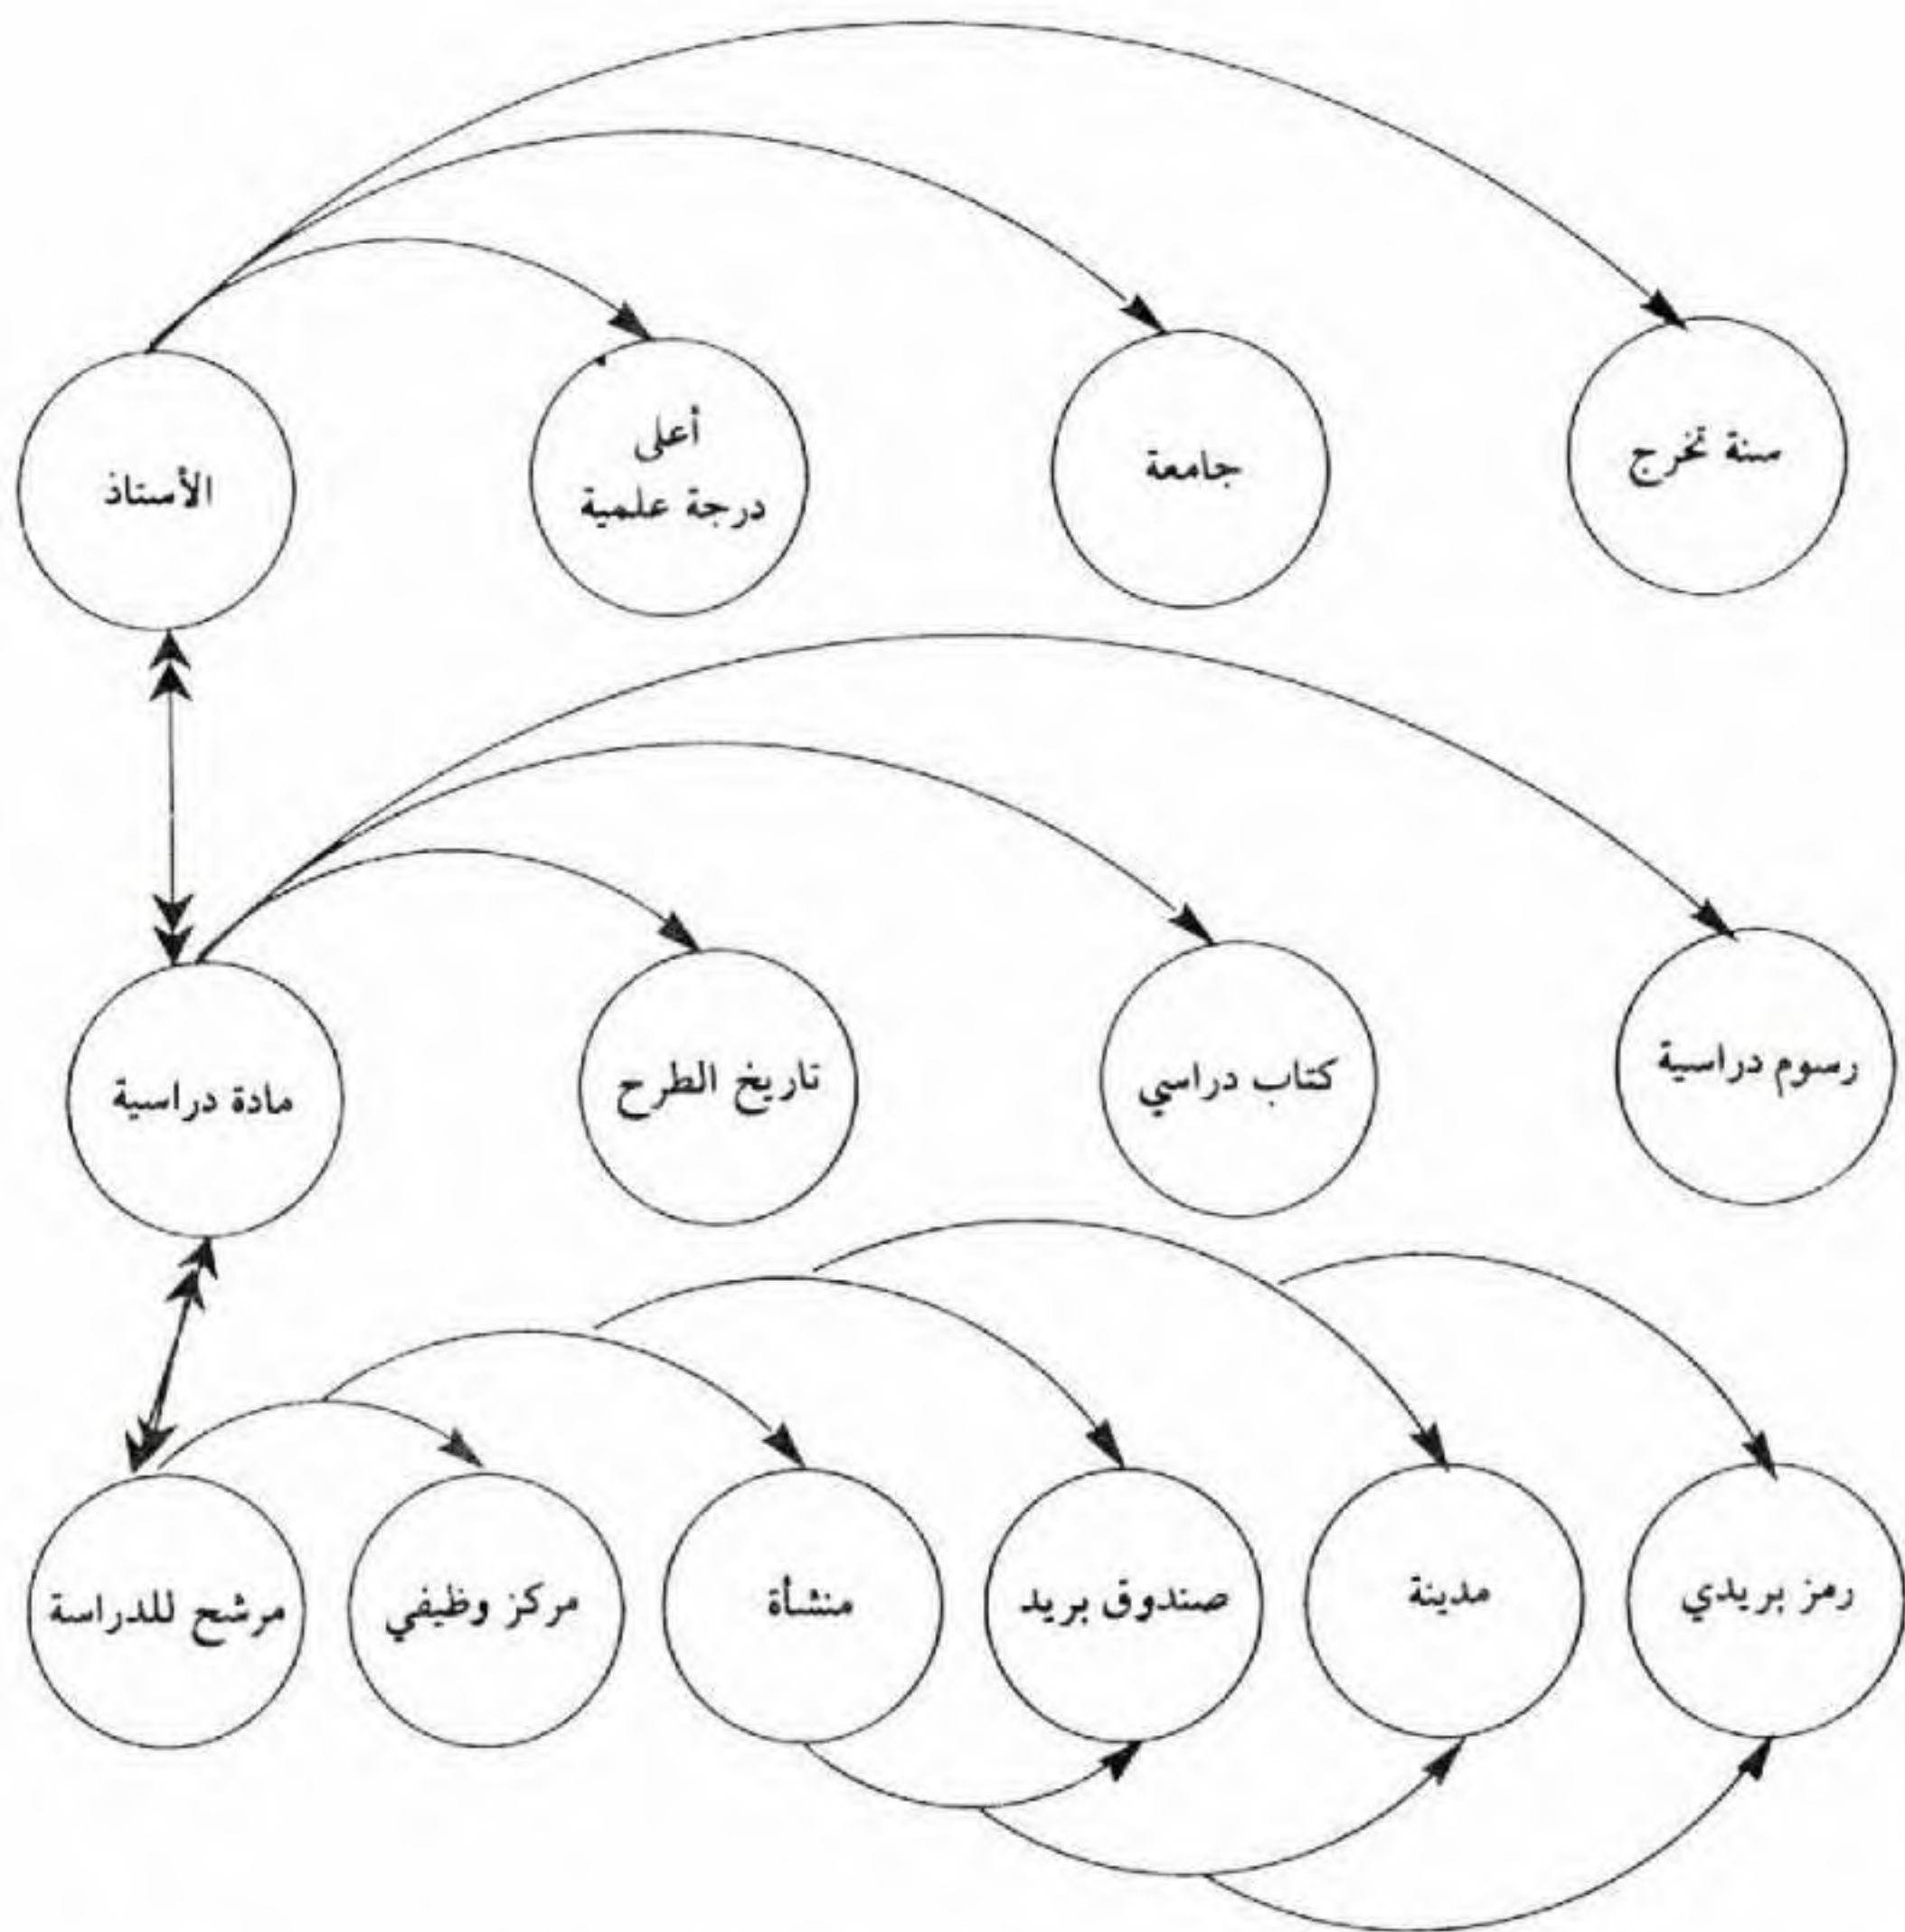 سنة تخرج
جامعة
أعلى
درجة علمية
الأستاذ
رسوم دراسية
كتاب دراسي
تاريخ الطرح
مادة دراسية
رمز بريدي
مدينة
صندوق بريد
منشأة
مركز وظيفي
مرشح للدراسة